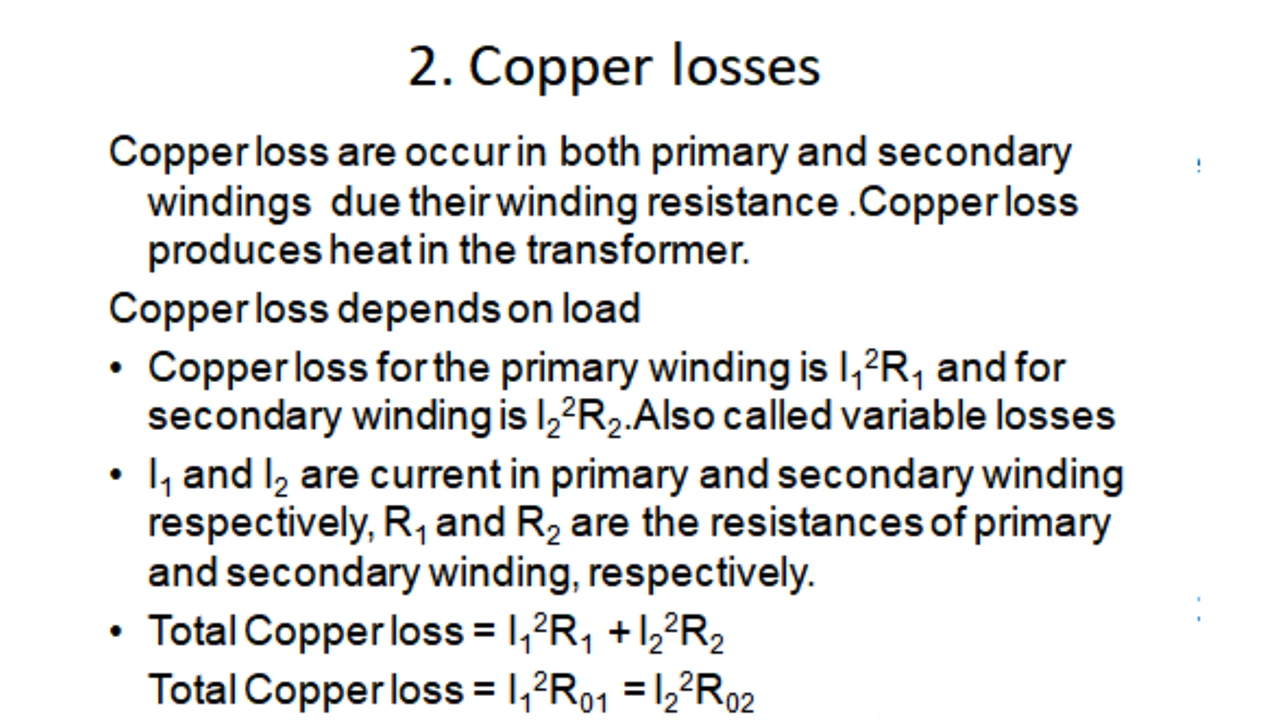 2. Copper losses
Copper loss are occur in both primary and secondary
windings due their winding resistance .Copper loss
produces heat in the transformer.
Copper loss depends on load
• Copper loss for the primary winding is I₁²R₁ and for
secondary winding is I₂²R₂.Also called variable losses
• I₁ and I₂ are current in primary and secondary winding
respectively, R₁ and R₂ are the resistances of primary
and secondary winding, respectively.
• Total Copper loss = I₁²R₁ + I₂²R₂
Total Copper loss = I₁²R₀₁ = I₂²R₀₂